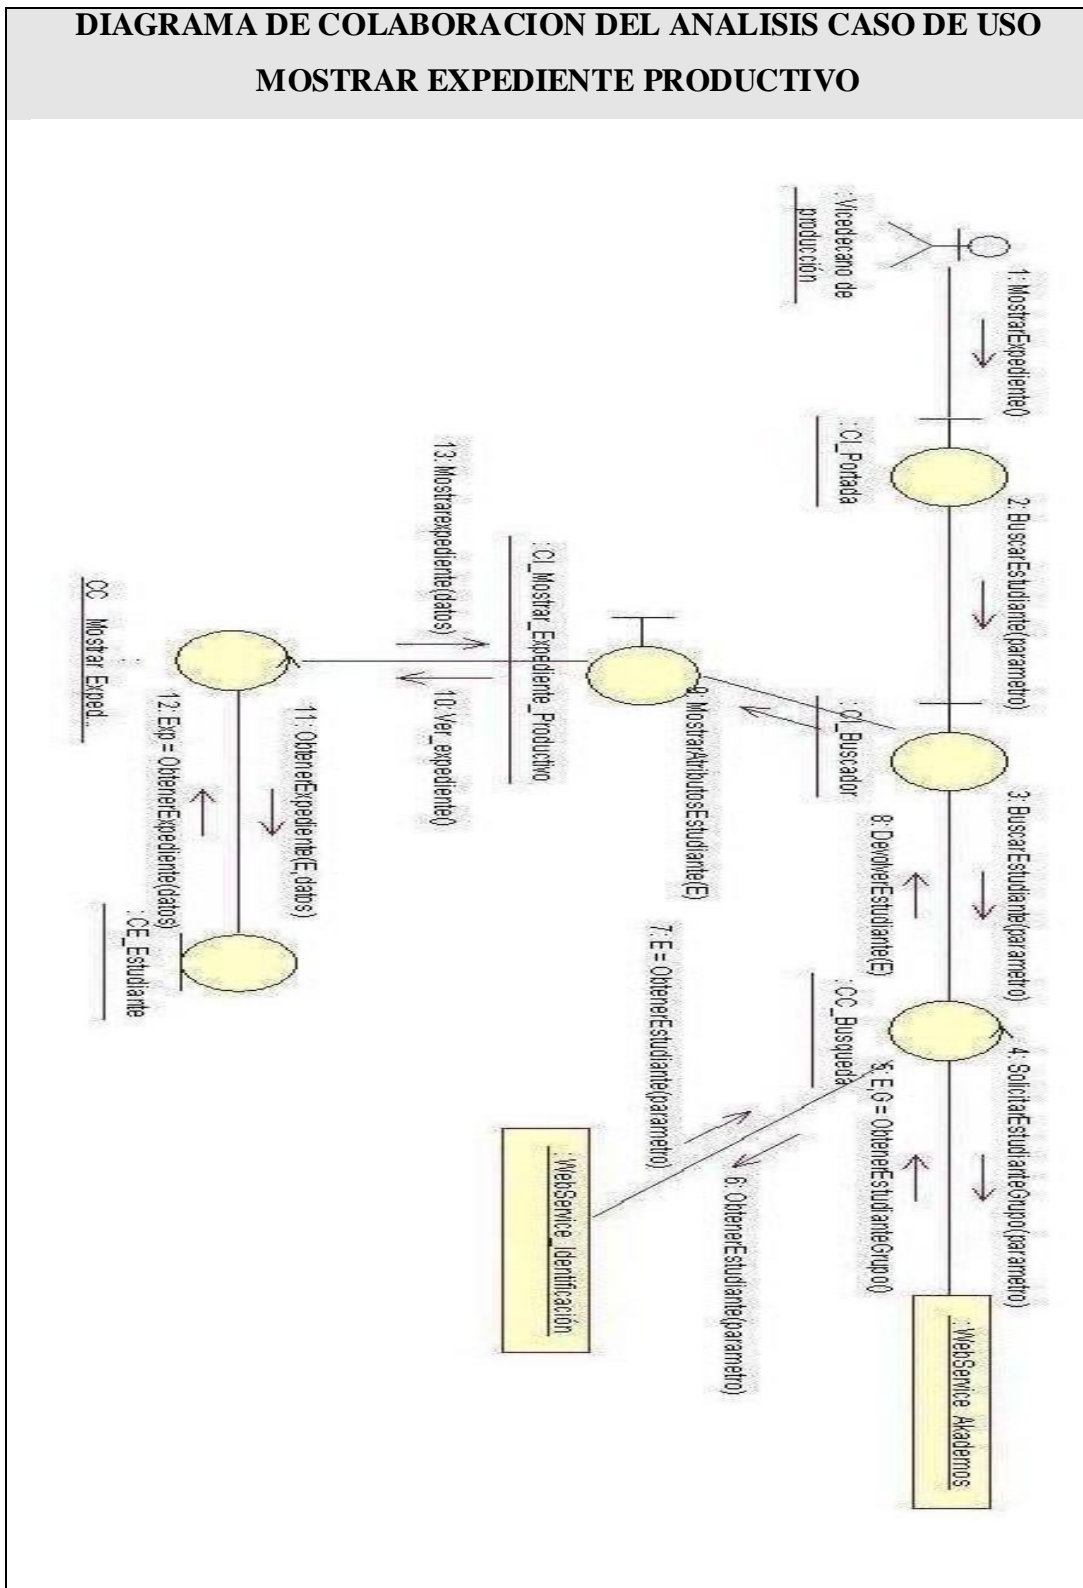 DIAGRAMA DE COLABORACION DEL ANALISIS CASO DE USO
MOSTRAR EXPEDIENTE PRODUCTIVO
: Vicedecano de
producción
1: MostrarExpediente()
: CI_Portada
2: BuscarEstudiante(parametro)
: CI_Buscador
3: BuscarEstudiante(parametro)
8: DevolverEstudiante(E)
: CC_Busqueda
4: SolicitarEstudianteGrupo(parametro)
5: E,G = ObtenerEstudianteGrupo()
: WebService_Akademos
6: ObtenerEstudiante(parametro)
7: E = ObtenerEstudiante(parametro)
: WebService_Identificación
9: MostrarAtributosEstudiante(E)
: CI_Mostrar_Expediente_Productivo
10: Ver_expediente()
13: Mostrarexpediente(datos)
:
CC_Mostrar_Exped..
11: ObtenerExpediente(E,datos)
12: Exp = ObtenerExpediente(datos)
: CE_Estudiante